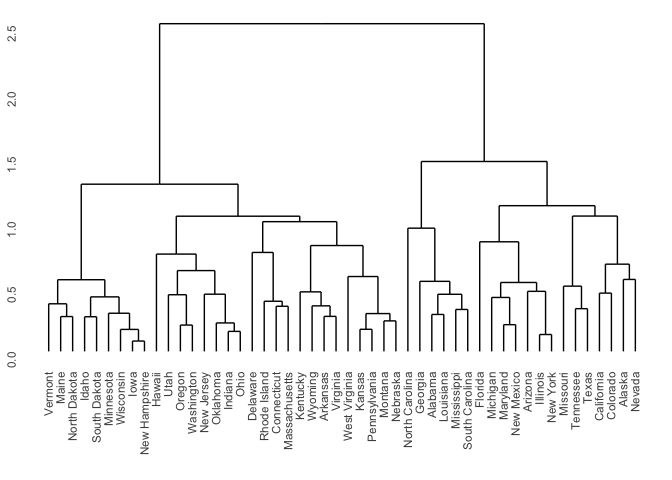 2.5
2.0
1.5
1.0
0.5
0.0
Vermont
Maine
North Dakota
Idaho
South Dakota
Minnesota
Wisconsin
Iowa
New Hampshire
Hawaii
Utah
Oregon
Washington
New Jersey
Oklahoma
Indiana
Ohio
Delaware
Rhode Island
Connecticut
Massachusetts
Kentucky
Wyoming
Arkansas
Virginia
West Virginia
Kansas
Pennsylvania
Montana
Nebraska
North Carolina
Georgia
Alabama
Louisiana
Mississippi
South Carolina
Florida
Michigan
Maryland
New Mexico
Arizona
Illinois
New York
Missouri
Tennessee
Texas
California
Colorado
Alaska
Nevada